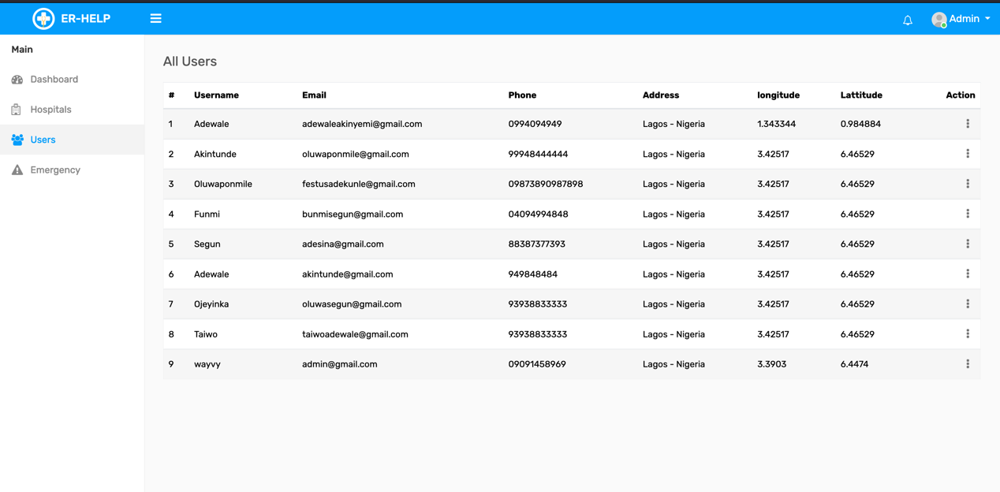 ER-HELP
Admin
Main
Dashboard
Hospitals
Users
Emergency
All Users
# Username Email Phone Address longitude Lattitude Action
1 Adewale adewaleakinyemi@gmail.com 0994094949 Lagos - Nigeria 1.343344 0.984884
2 Akintunde oluwaponmile@gmail.com 99948444444 Lagos - Nigeria 3.42517 6.46529
3 Oluwaponmile festusadekunle@gmail.com 09873890987898 Lagos - Nigeria 3.42517 6.46529
4 Funmi bunmisegun@gmail.com 04094994848 Lagos - Nigeria 3.42517 6.46529
5 Segun adesina@gmail.com 88387377393 Lagos - Nigeria 3.42517 6.46529
6 Adewale akintunde@gmail.com 949848484 Lagos - Nigeria 3.42517 6.46529
7 Ojeyinka oluwasegun@gmail.com 93938833333 Lagos - Nigeria 3.42517 6.46529
8 Taiwo taiwoadewale@gmail.com 93938833333 Lagos - Nigeria 3.42517 6.46529
9 wayvy admin@gmail.com 09091458969 Lagos - Nigeria 3.3903 6.4474